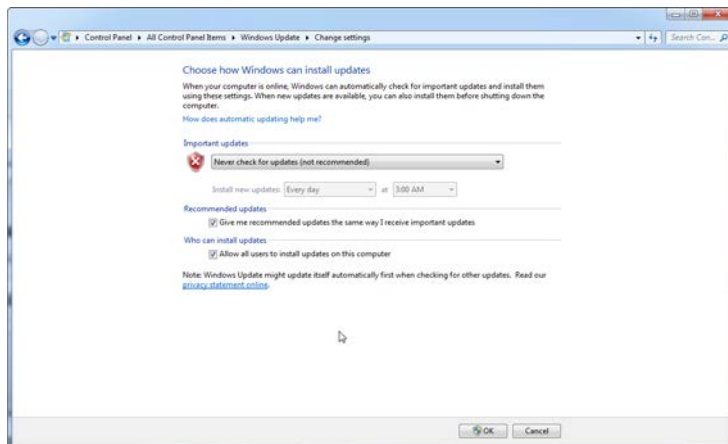 Control Panel ▸ All Control Panel Items ▸ Windows Update ▸ Change settings
Search Con...
Choose how Windows can install updates
When your computer is online, Windows can automatically check for important updates and install them
using these settings. When new updates are available, you can also install them before shutting down the
computer.
How does automatic updating help me?
Important updates
Never check for updates (not recommended)
Install new updates: Every day at 3:00 AM
Recommended updates
Give me recommended updates the same way I receive important updates
Who can install updates
Allow all users to install updates on this computer
Note: Windows Update might update itself automatically first when checking for other updates. Read our
privacy statement online.
OK Cancel